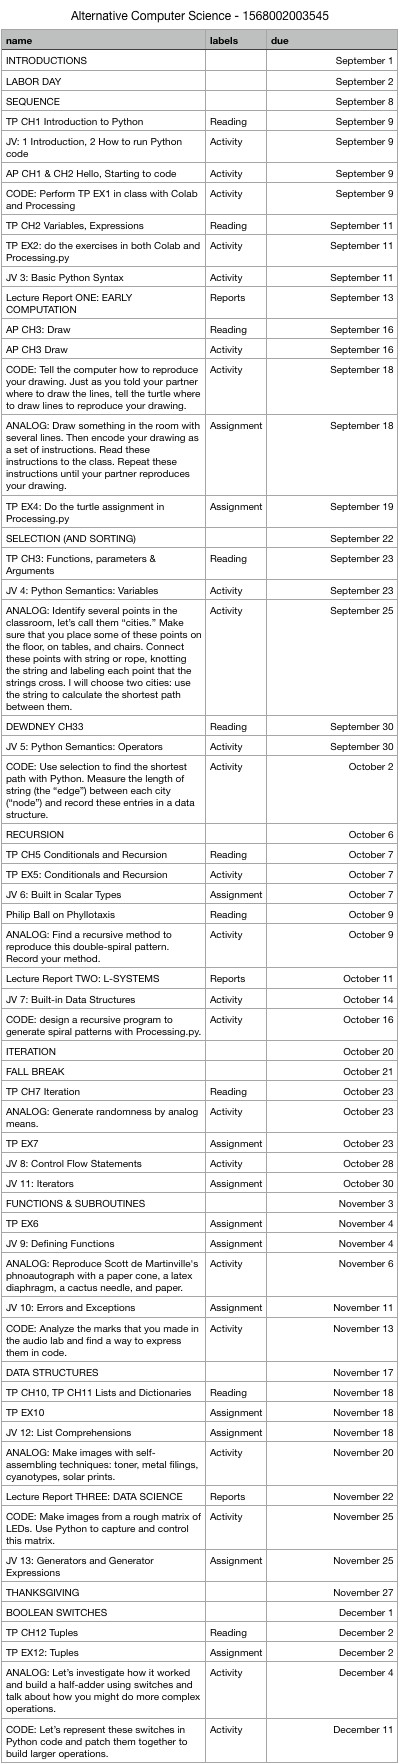 Alternative Computer Science - 1568002003545
name labels due
INTRODUCTIONS September 1
LABOR DAY September 2
SEQUENCE September 8
TP CH1 Introduction to Python Reading September 9
JV: 1 Introduction, 2 How to run Python Activity September 9
code
AP CH1 & CH2 Hello, Starting to code Activity September 9
CODE: Perform TP EX1 in class with Colab Activity September 9
and Processing
TP CH2 Variables, Expressions Reading September 11
TP EX2: do the exercises in both Colab and Activity September 11
Processing.py
JV 3: Basic Python Syntax Activity September 11
Lecture Report ONE: EARLY Reports September 13
COMPUTATION
AP CH3: Draw Reading September 16
AP CH3 Draw Activity September 16
CODE: Tell the computer how to reproduce Activity September 18
your drawing. Just as you told your partner
where to draw the lines, tell the turtle where
to draw lines to reproduce your drawing.
ANALOG: Draw something in the room with Assignment September 18
several lines. Then encode your drawing as
a set of instructions. Read these
instructions to the class. Repeat these
instructions until your partner reproduces
your drawing.
TP EX4: Do the turtle assignment in Assignment September 19
Processing.py
SELECTION (AND SORTING) September 22
TP CH3: Functions, parameters & Reading September 23
Arguments
JV 4: Python Semantics: Variables Activity September 23
ANALOG: Identify several points in the Activity September 25
classroom, let's call them “cities.” Make
sure that you place some of these points on
the floor, on tables, and chairs. Connect
these points with string or rope, knotting
the string and labeling each point that the
strings cross. I will choose two cities: use
the string to calculate the shortest path
between them.
DEWDNEY CH33 Reading September 30
JV 5: Python Semantics: Operators Activity September 30
CODE: Use selection to find the shortest Activity October 2
path with Python. Measure the length of
string (the “edge”) between each city
(“node”) and record these entries in a data
structure.
RECURSION October 6
TP CH5 Conditionals and Recursion Reading October 7
TP EX5: Conditionals and Recursion Activity October 7
JV 6: Built in Scalar Types Assignment October 7
Philip Ball on Phyllotaxis Reading October 9
ANALOG: Find a recursive method to Activity October 9
reproduce this double-spiral pattern.
Record your method.
Lecture Report TWO: L-SYSTEMS Reports October 11
JV 7: Built-in Data Structures Activity October 14
CODE: design a recursive program to Activity October 16
generate spiral patterns with Processing.py.
ITERATION October 20
FALL BREAK October 21
TP CH7 Iteration Reading October 23
ANALOG: Generate randomness by analog Activity October 23
means.
TP EX7 Assignment October 23
JV 8: Control Flow Statements Activity October 28
JV 11: Iterators Assignment October 30
FUNCTIONS & SUBROUTINES November 3
TP EX6 Assignment November 4
JV 9: Defining Functions Assignment November 4
ANALOG: Reproduce Scott de Martinville's Activity November 6
phnoautograph with a paper cone, a latex
diaphragm, a cactus needle, and paper.
JV 10: Errors and Exceptions Assignment November 11
CODE: Analyze the marks that you made in Activity November 13
the audio lab and find a way to express
them in code.
DATA STRUCTURES November 17
TP CH10, TP CH11 Lists and Dictionaries Reading November 18
TP EX10 Assignment November 18
JV 12: List Comprehensions Assignment November 18
ANALOG: Make images with self- Activity November 20
assembling techniques: toner, metal filings,
cyanotypes, solar prints.
Lecture Report THREE: DATA SCIENCE Reports November 22
CODE: Make images from a rough matrix of Activity November 25
LEDs. Use Python to capture and control
this matrix.
JV 13: Generators and Generator Assignment November 25
Expressions
THANKSGIVING November 27
BOOLEAN SWITCHES December 1
TP CH12 Tuples Reading December 2
TP EX12: Tuples Assignment December 2
ANALOG: Let's investigate how it worked Activity December 4
and build a half-adder using switches and
talk about how you might do more complex
operations.
CODE: Let's represent these switches in Activity December 11
Python code and patch them together to
build larger operations.